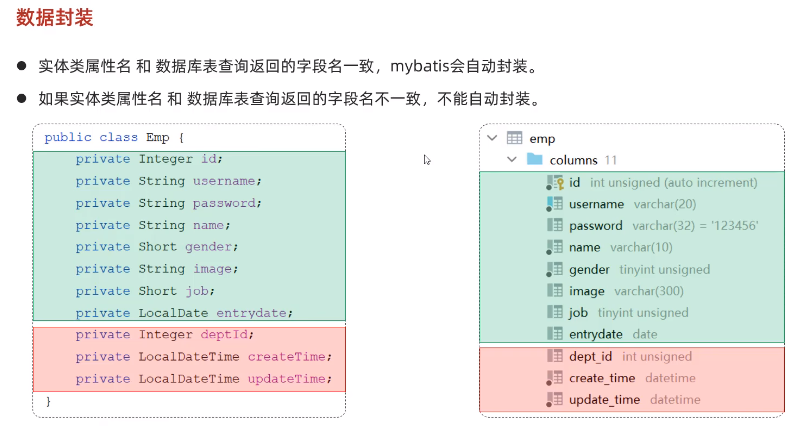 数据封装
● 实体类属性名 和 数据库表查询返回的字段名一致，mybatis会自动封装。
● 如果实体类属性名 和 数据库表查询返回的字段名不一致，不能自动封装。
public class Emp {
private Integer id;
private String username;
private String password;
private String name;
private Short gender;
private String image;
private Short job;
private LocalDate entrydate;
private Integer deptId;
private LocalDateTime createTime;
private LocalDateTime updateTime;
}
emp
columns 11
id int unsigned (auto increment)
username varchar(20)
password varchar(32) = '123456'
name varchar(10)
gender tinyint unsigned
image varchar(300)
job tinyint unsigned
entrydate date
dept_id int unsigned
create_time datetime
update_time datetime